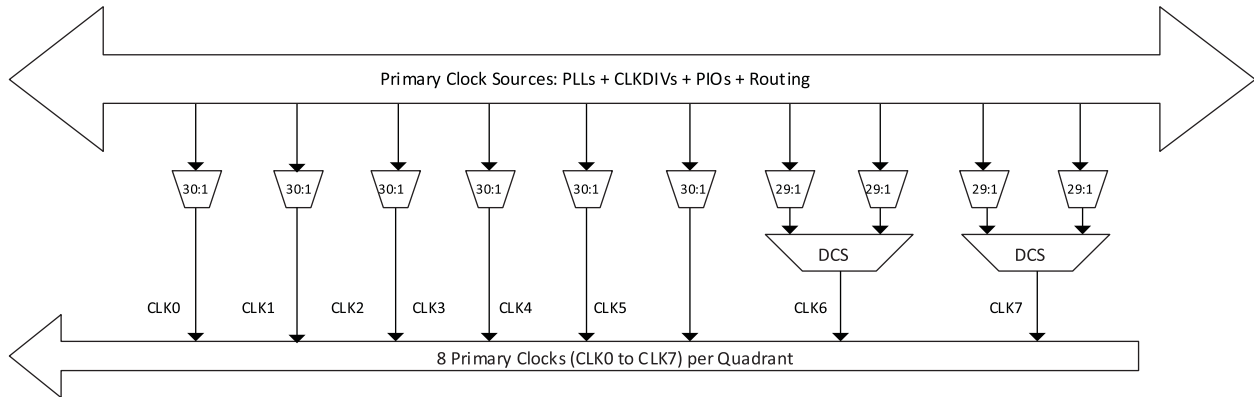 Primary Clock Sources: PLLs + CLKDIVs + PIOs + Routing
30:1 30:1 30:1 30:1 30:1 30:1 29:1 29:1 29:1 29:1
DCS DCS
CLK0 CLK1 CLK2 CLK3 CLK4 CLK5 CLK6 CLK7
8 Primary Clocks (CLK0 to CLK7) per Quadrant